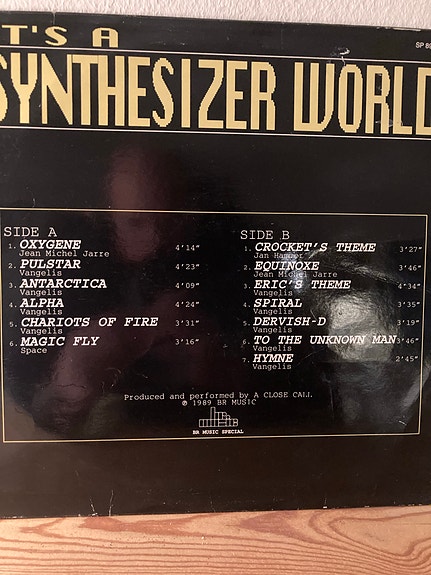 IT'S A
SP 89
SYNTHESIZER WORLD
SIDE A
1. OXYGENE 4'14"
Jean Michel Jarre
2. PULSTAR 4'23"
Vangelis
3. ANTARCTICA 4'09"
Vangelis
4. ALPHA 4'24"
Vangelis
5. CHARIOTS OF FIRE 3'31"
Vangelis
6. MAGIC FLY 3'16"
Space
SIDE B
1. CROCKET'S THEME 3'27"
Jan Hammer
2. EQUINOXE 3'46"
Jean Michel Jarre
3. ERIC'S THEME 4'34"
Vangelis
4. SPIRAL 3'35"
Vangelis
5. DERVISH-D 3'19"
Vangelis
6. TO THE UNKNOWN MAN 3'46"
Vangelis
7. HYMNE 2'45"
Vangelis
Produced and performed by A CLOSE CALL
℗ 1989 BR MUSIC
BR MUSIC SPECIAL